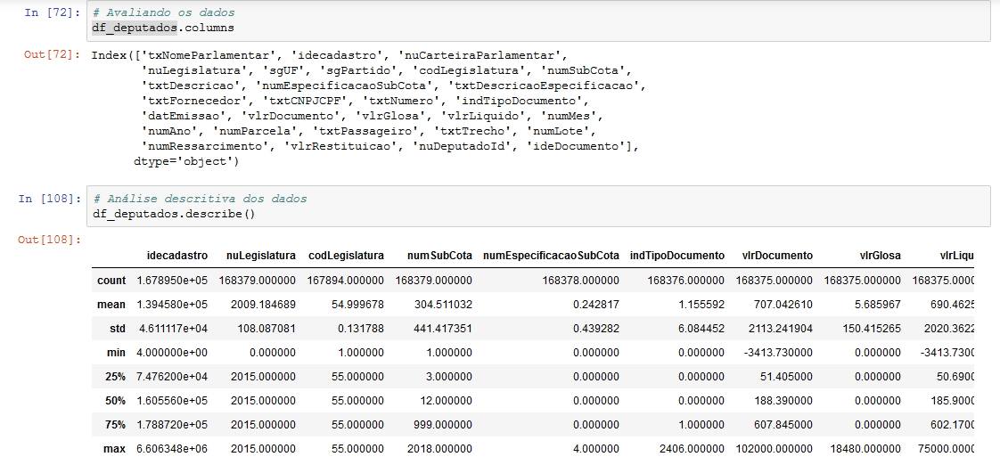 In [72]: # Avaliando os dados
df_deputados.columns
Out[72]: Index(['txNomeParlamentar', 'idecadastro', 'nuCarteiraParlamentar',
'nuLegislatura', 'sgUF', 'sgPartido', 'codLegislatura', 'numSubCota',
'txtDescricao', 'numEspecificacaoSubCota', 'txtDescricaoEspecificacao',
'txtFornecedor', 'txtCNPJCPF', 'txtNumero', 'indTipoDocumento',
'datEmissao', 'vlrDocumento', 'vlrGlosa', 'vlrLiquido', 'numMes',
'numAno', 'numParcela', 'txtPassageiro', 'txtTrecho', 'numLote',
'numRessarcimento', 'vlrRestituicao', 'nuDeputadoId', 'ideDocumento'],
dtype='object')
In [108]: # Análise descritiva dos dados
df_deputados.describe()
Out[108]:
idecadastro nuLegislatura codLegislatura numSubCota numEspecificacaoSubCota indTipoDocumento vlrDocumento vlrGlosa vlrLiqu
count 1.678950e+05 168379.000000 167894.000000 168379.000000 168378.000000 168376.000000 168375.000000 168375.000000 168375.0000
mean 1.394580e+05 2009.184689 54.999678 304.511032 0.242817 1.155592 707.042610 5.685967 690.4625
std 4.611117e+04 108.087081 0.131788 441.417351 0.439282 6.084452 2113.241904 150.415265 2020.3622
min 4.000000e+00 0.000000 1.000000 1.000000 0.000000 0.000000 -3413.730000 0.000000 -3413.7300
25% 7.476200e+04 2015.000000 55.000000 3.000000 0.000000 0.000000 51.405000 0.000000 50.6900
50% 1.605560e+05 2015.000000 55.000000 12.000000 0.000000 0.000000 188.390000 0.000000 185.9000
75% 1.788720e+05 2015.000000 55.000000 999.000000 0.000000 1.000000 607.845000 0.000000 602.1700
max 6.606348e+06 2015.000000 55.000000 2018.000000 4.000000 2406.000000 102000.000000 18480.000000 75000.0000